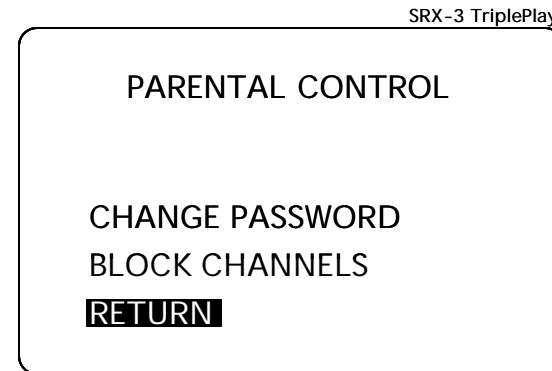 SRX-3 TriplePlay
PARENTAL CONTROL
CHANGE PASSWORD
BLOCK CHANNELS
RETURN